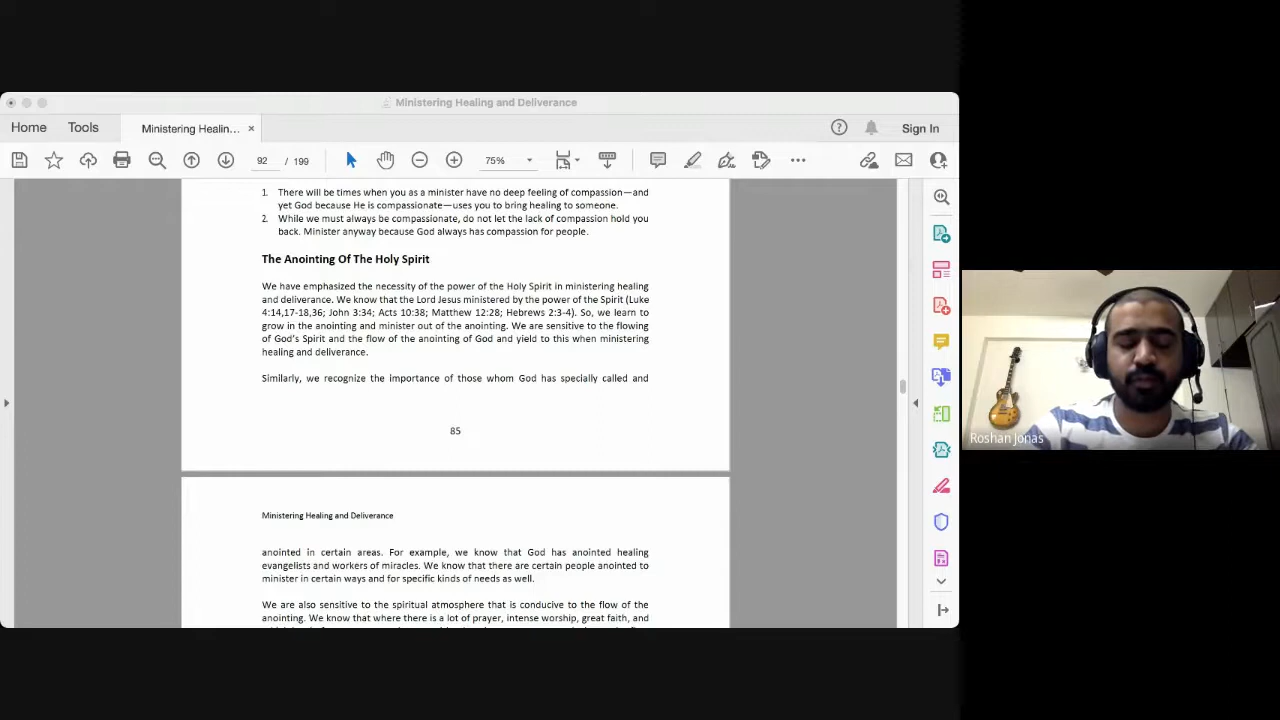 Ministering Healing and Deliverance
Home
Tools
Ministering Healin...
Sign In
92 / 199
75%
1. There will be times when you as a minister have no deep feeling of compassion—and
yet God because He is compassionate—uses you to bring healing to someone.
2. While we must always be compassionate, do not let the lack of compassion hold you
back. Minister anyway because God always has compassion for people.
The Anointing Of The Holy Spirit
We have emphasized the necessity of the power of the Holy Spirit in ministering healing
and deliverance. We know that the Lord Jesus ministered by the power of the Spirit (Luke
4:14,17-18,36; John 3:34; Acts 10:38; Matthew 12:28; Hebrews 2:3-4). So, we learn to
grow in the anointing and minister out of the anointing. We are sensitive to the flowing
of God's Spirit and the flow of the anointing of God and yield to this when ministering
healing and deliverance.
Similarly, we recognize the importance of those whom God has specially called and
85
Ministering Healing and Deliverance
anointed in certain areas. For example, we know that God has anointed healing
evangelists and workers of miracles. We know that there are certain people anointed to
minister in certain ways and for specific kinds of needs as well.
We are also sensitive to the spiritual atmosphere that is conducive to the flow of the
anointing. We know that where there is a lot of prayer, intense worship, great faith, and
Roshan Jonas